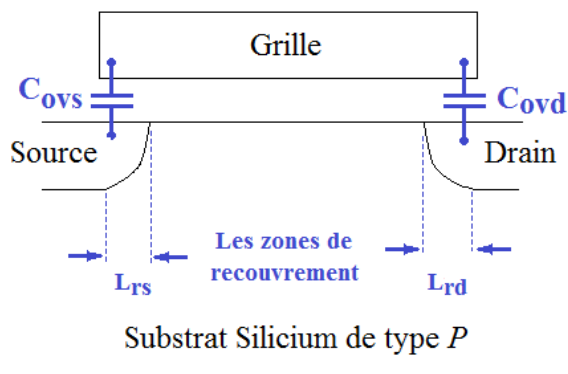 Grille
Covs
Covd
Source
Drain
Les zones de
recouvrement
Lrs
Lrd
Substrat Silicium de type P